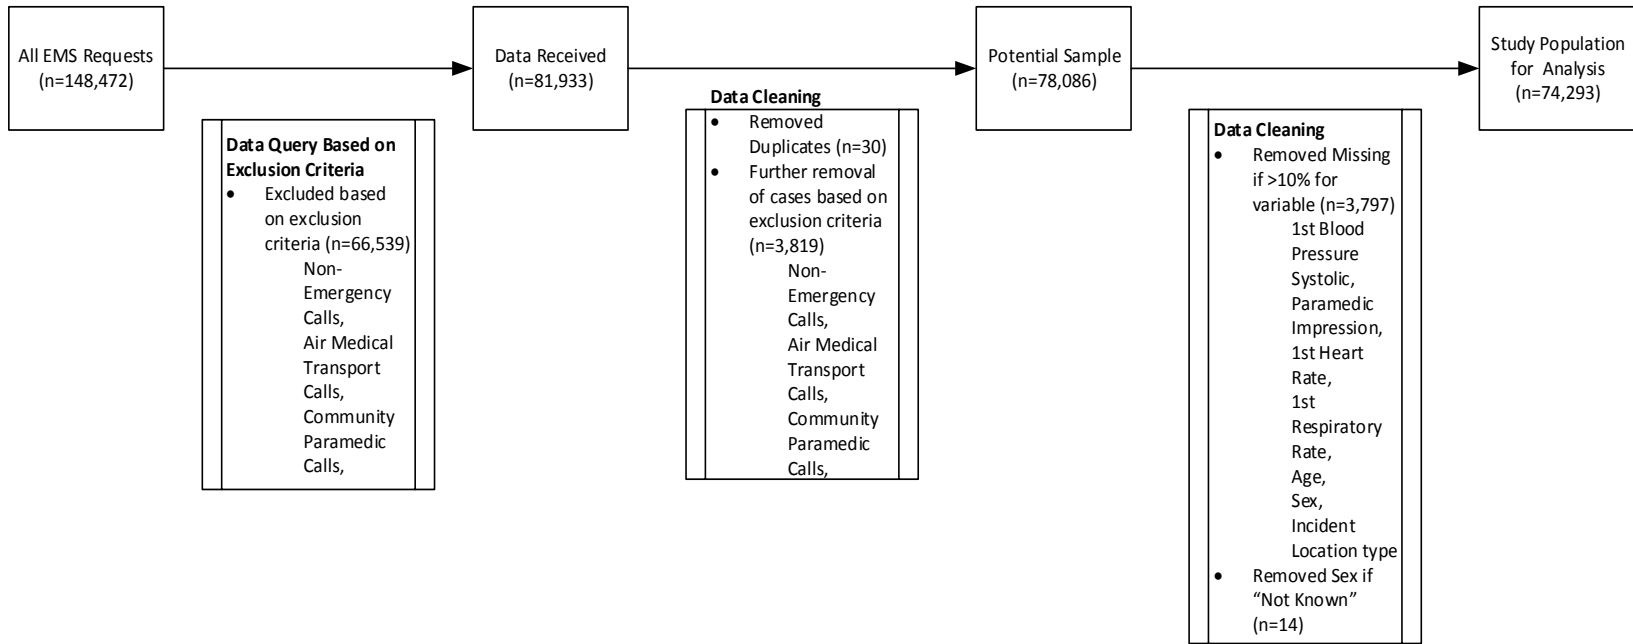 All EMS Requests
(n=148,472)
Data Received
(n=81,933)
Potential Sample
(n=78,086)
Study Population
for Analysis
(n=74,293)
Data Query Based on
Exclusion Criteria
• Excluded based
on exclusion
criteria (n=66,539)
Non-
Emergency
Calls,
Air Medical
Transport
Calls,
Community
Paramedic
Calls,
Data Cleaning
• Removed
Duplicates (n=30)
• Further removal
of cases based on
exclusion criteria
(n=3,819)
Non-
Emergency
Calls,
Air Medical
Transport
Calls,
Community
Paramedic
Calls,
Data Cleaning
• Removed Missing
if >10% for
variable (n=3,797)
1st Blood
Pressure
Systolic,
Paramedic
Impression,
1st Heart
Rate,
1st
Respiratory
Rate,
Age,
Sex,
Incident
Location type
• Removed Sex if
“Not Known”
(n=14)